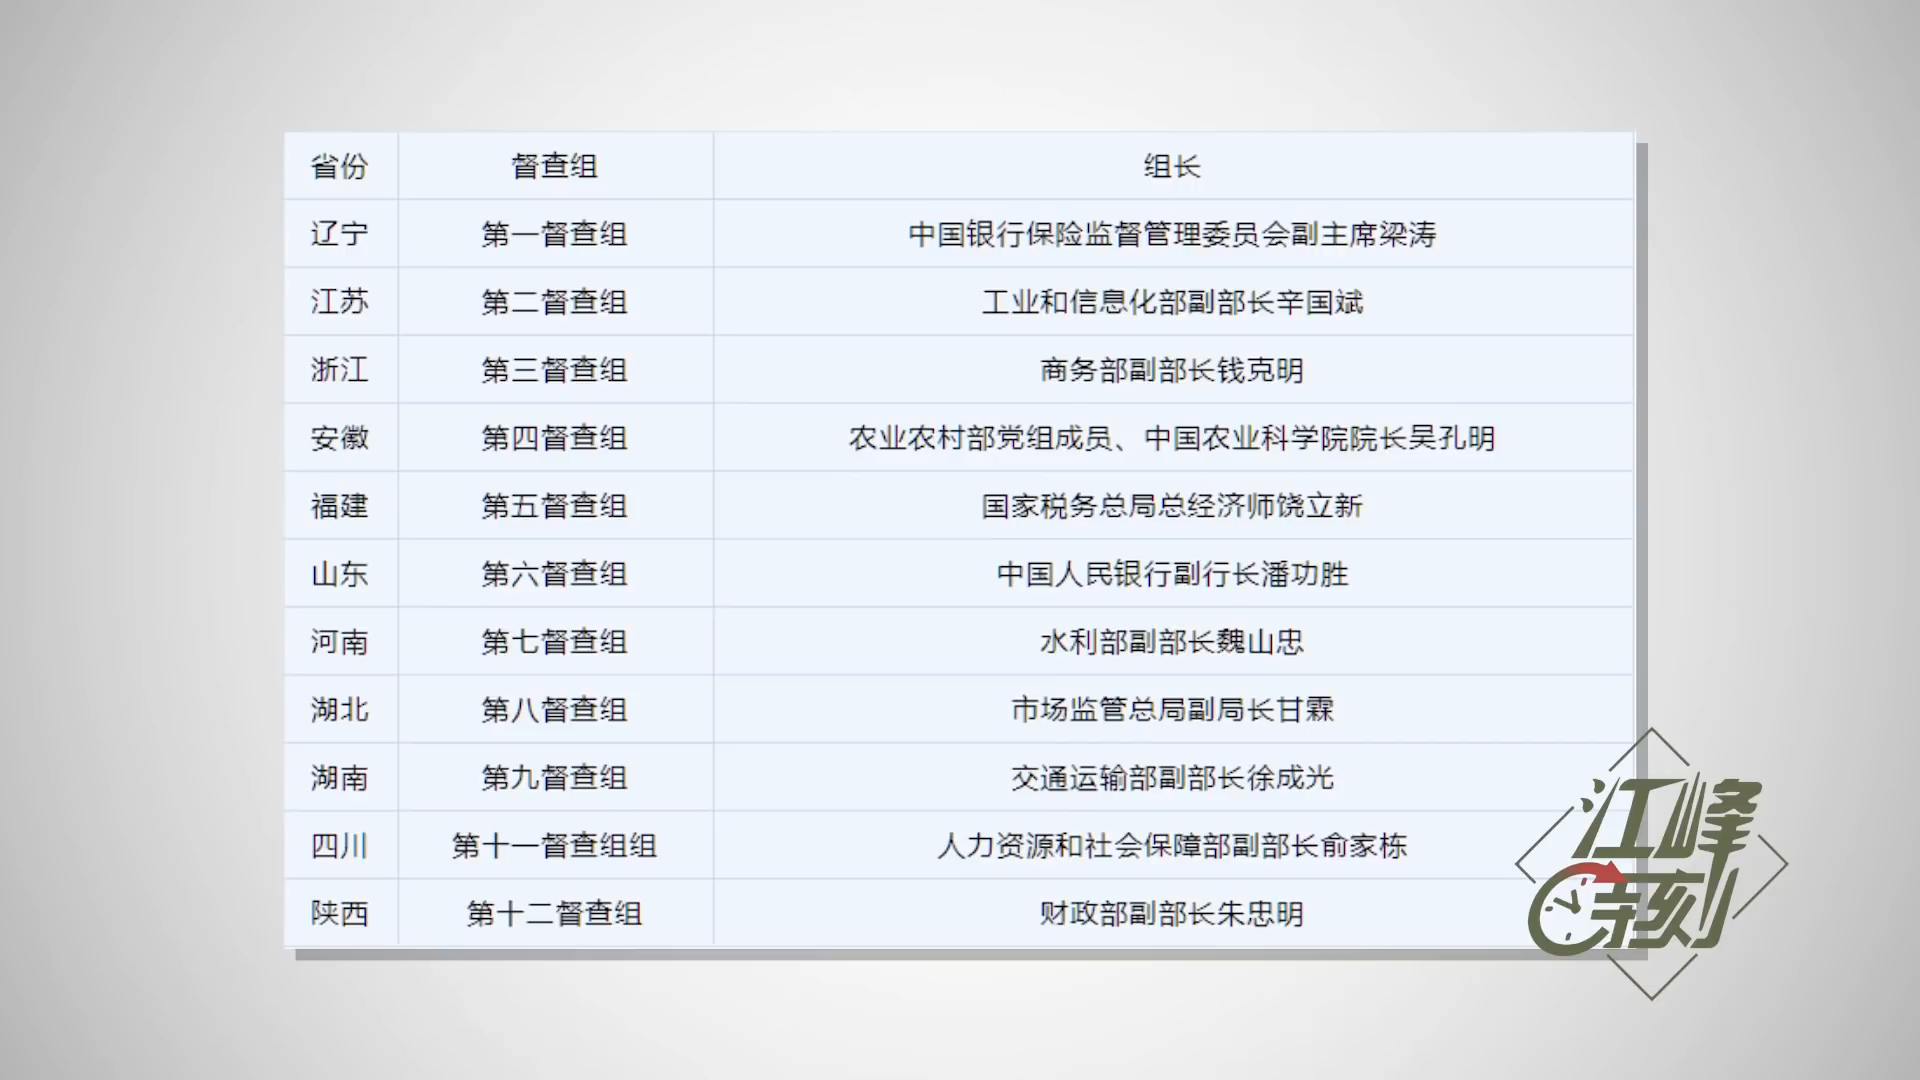 省份 督查组 组长
辽宁 第一督查组 中国银行保险监督管理委员会副主席梁涛
江苏 第二督查组 工业和信息化部副部长辛国斌
浙江 第三督查组 商务部副部长钱克明
安徽 第四督查组 农业农村部党组成员、中国农业科学院院长吴孔明
福建 第五督查组 国家税务总局总经济师饶立新
山东 第六督查组 中国人民银行副行长潘功胜
河南 第七督查组 水利部副部长魏山忠
湖北 第八督查组 市场监管总局副局长甘霖
湖南 第九督查组 交通运输部副部长徐成光
四川 第十一督查组组 人力资源和社会保障部副部长俞家栋
陕西 第十二督查组 财政部副部长朱忠明
江峰
时刻